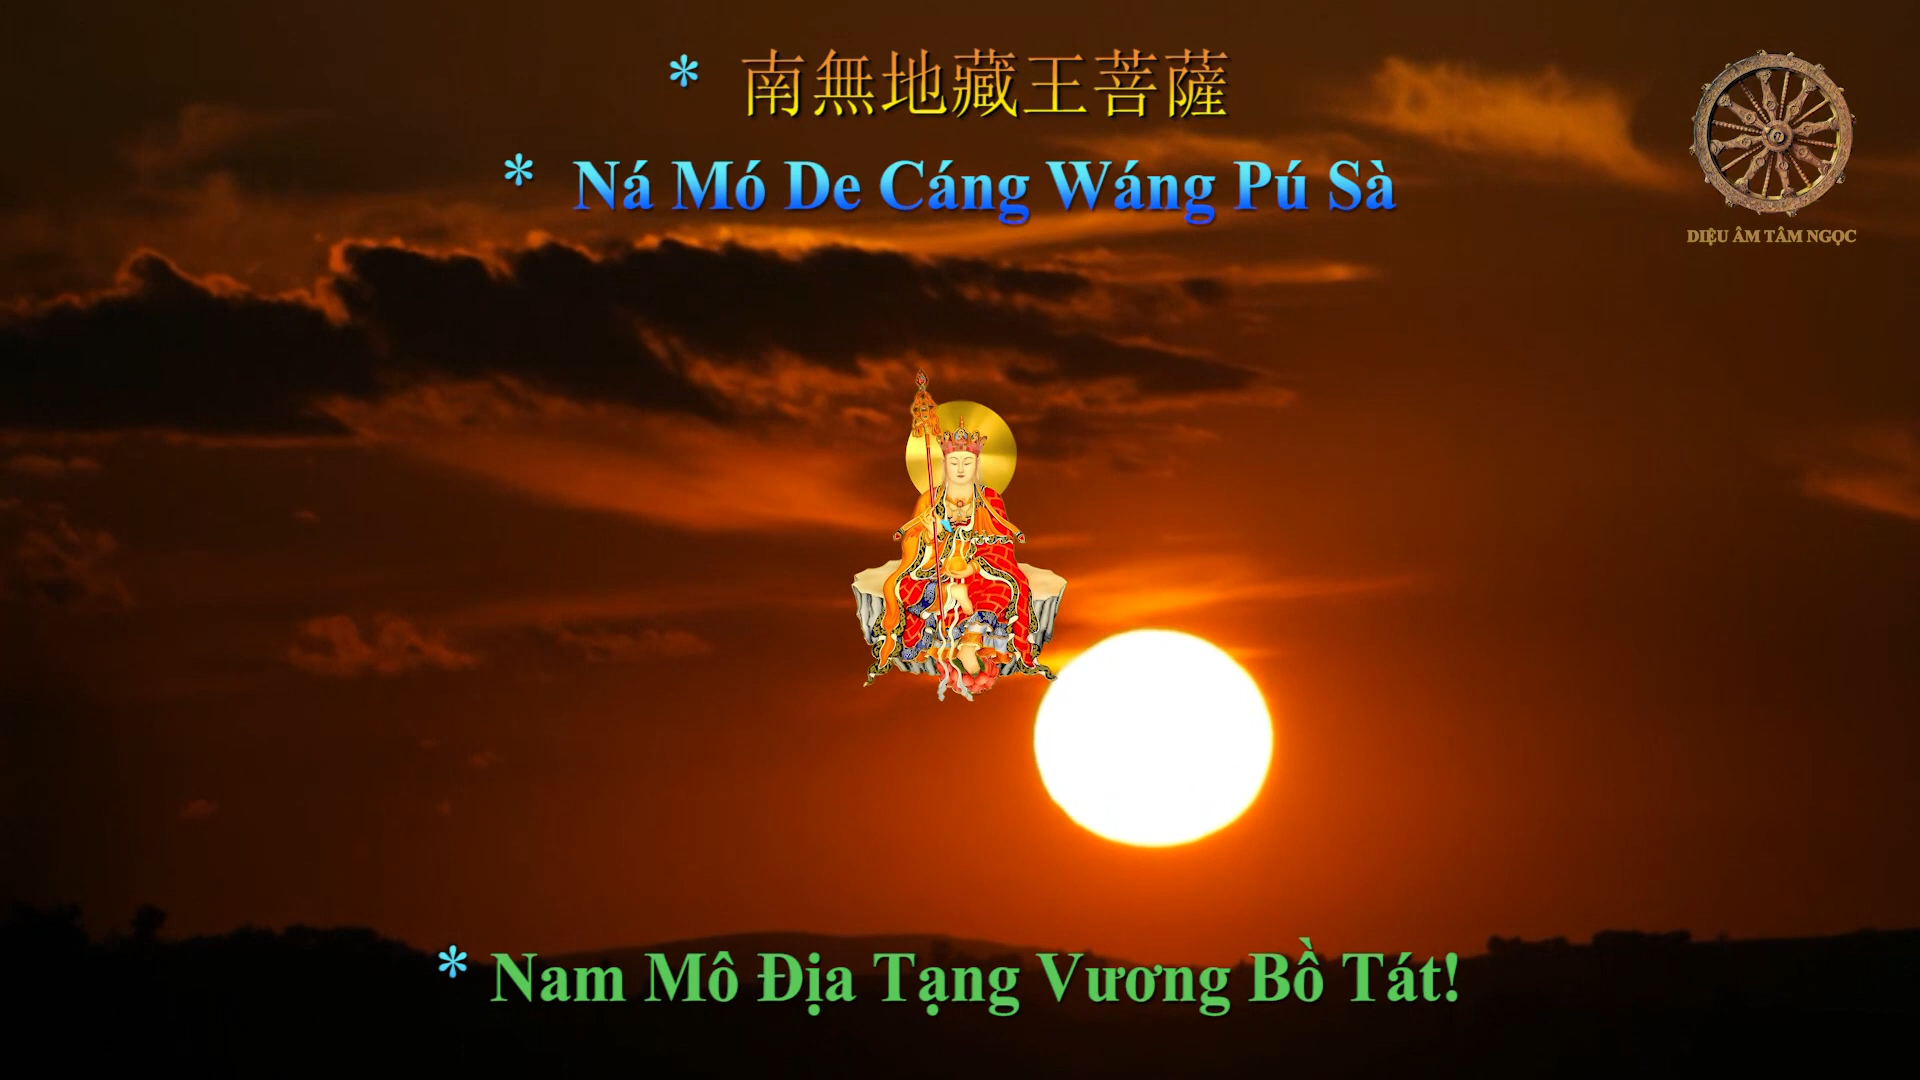 * 南無地藏王菩薩
* Ná Mó De Cáng Wáng Pú Sà
DIỆU ÂM TÂM NGỌC
* Nam Mô Địa Tạng Vương Bồ Tát!